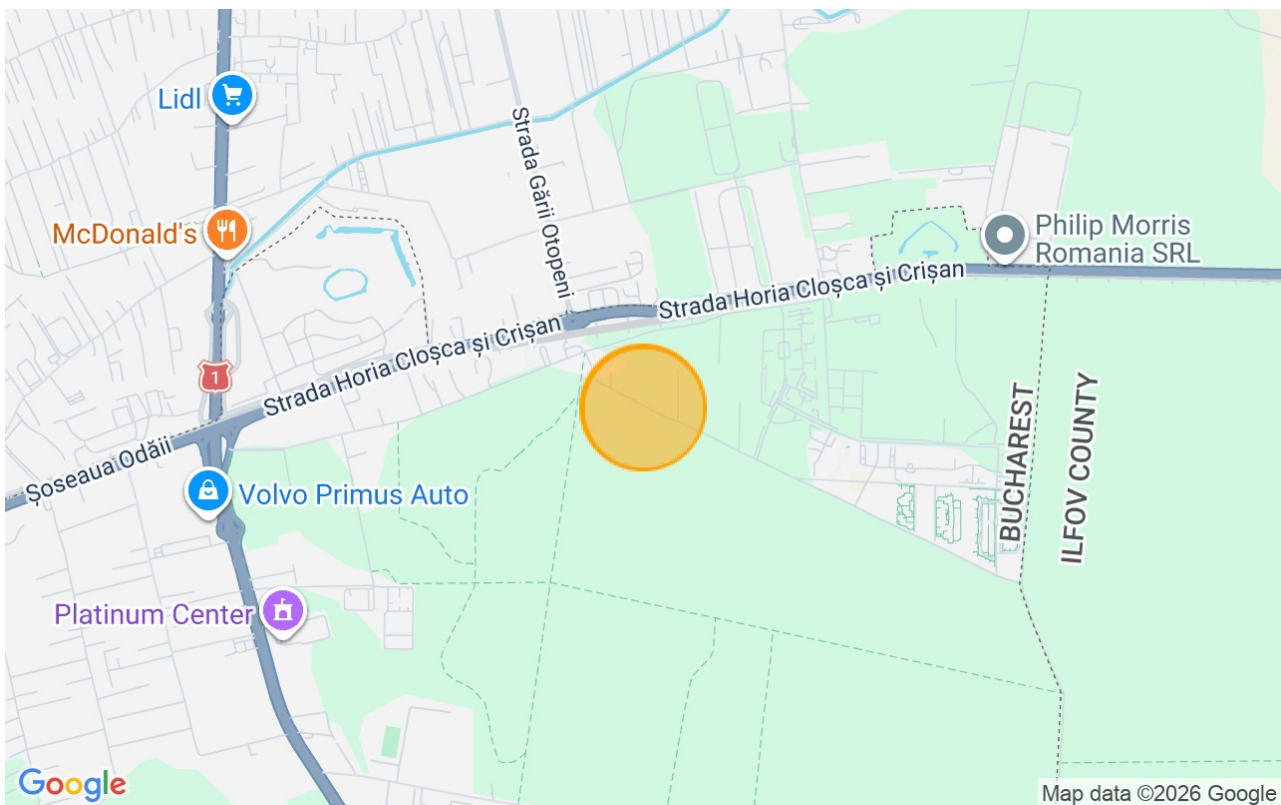 Lidl
Strada Gării Otopeni
McDonald's
Philip Morris
Romania SRL
Strada Horia Cloșca și Crișan
Strada Horia Cloșca și Crișan
1
Șoseaua Odăii
BUCHAREST
ILFOV COUNTY
Volvo Primus Auto
Platinum Center
Google
Map data ©2026 Google